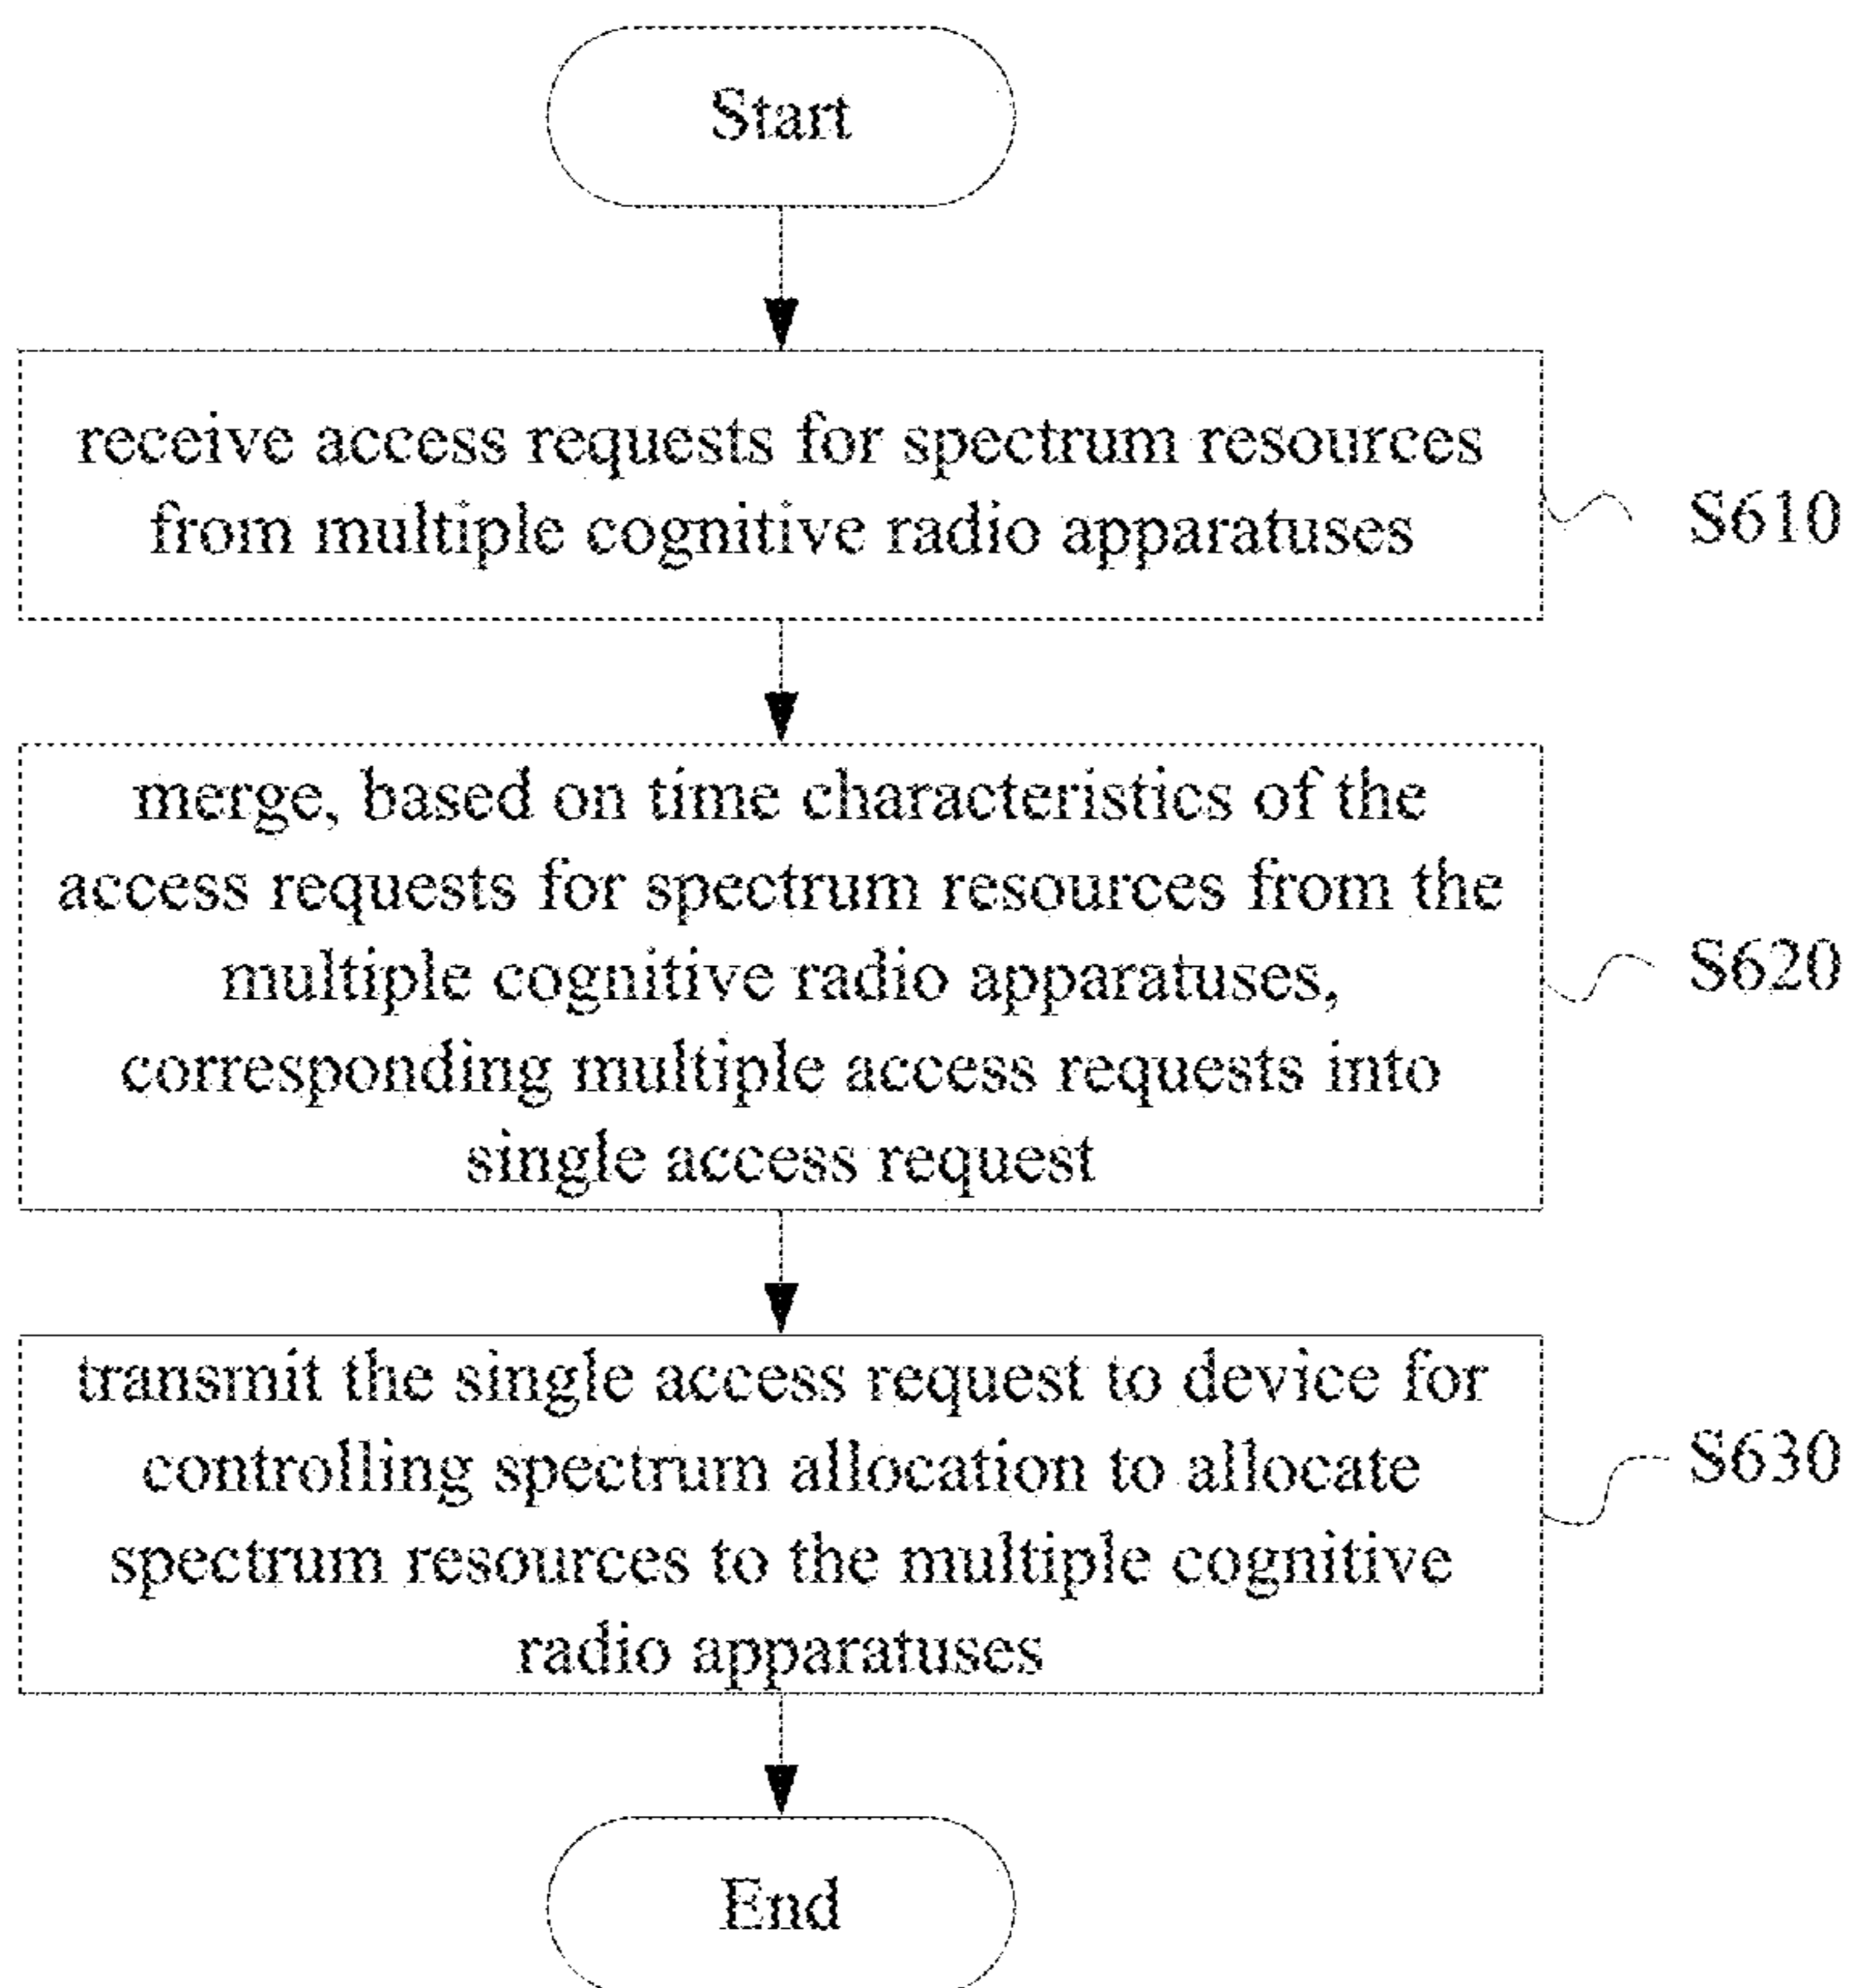 Start
receive access requests for spectrum resources
from multiple cognitive radio apparatuses
S610
merge, based on time characteristics of the
access requests for spectrum resources from the
multiple cognitive radio apparatuses,
corresponding multiple access requests into
single access request
S620
transmit the single access request to device for
controlling spectrum allocation to allocate
spectrum resources to the multiple cognitive
radio apparatuses
S630
End